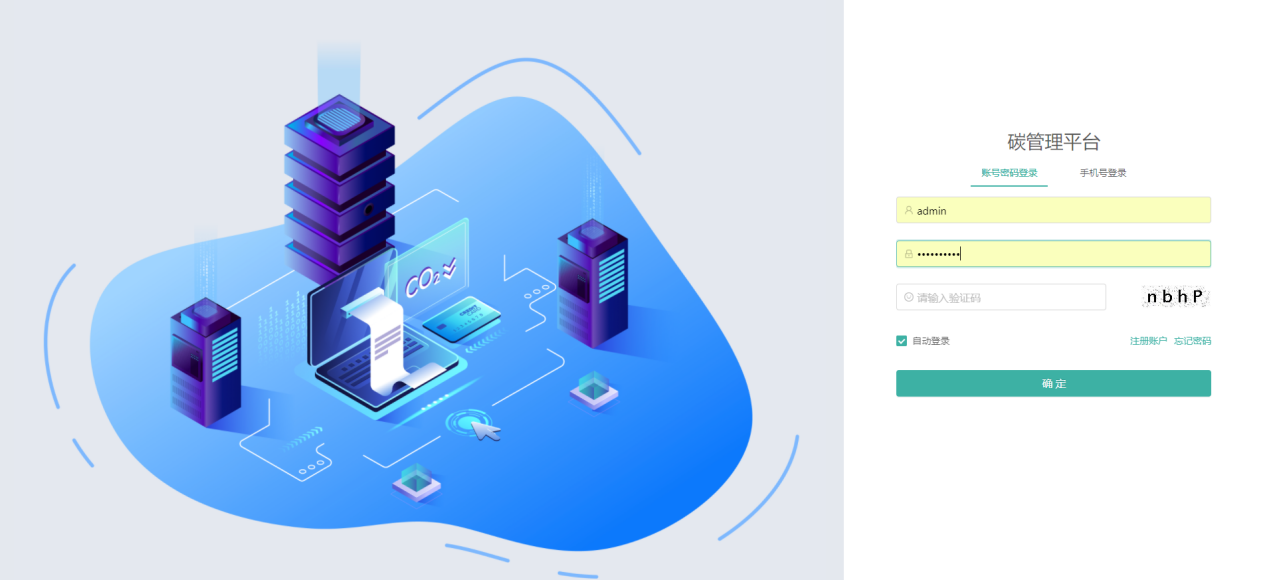 碳管理平台
账号密码登录 手机号登录
admin
••••••••••
请输入验证码 nbhP
自动登录 注册账户 忘记密码
确 定
CO2